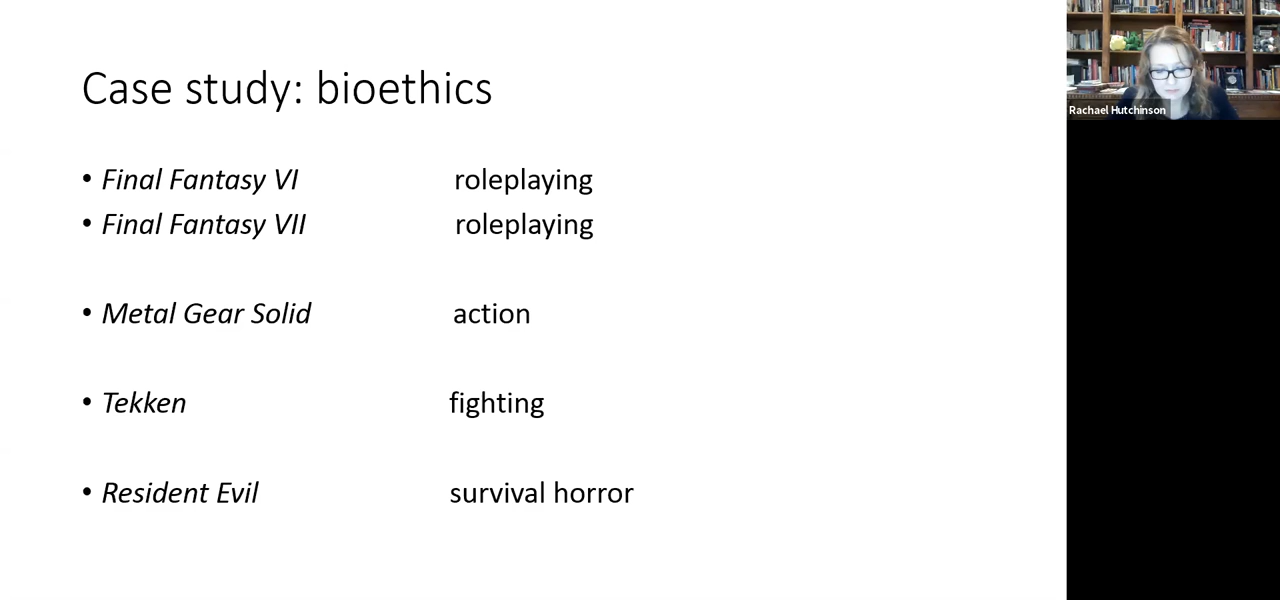 Case study: bioethics
• Final Fantasy VI roleplaying
• Final Fantasy VII roleplaying
• Metal Gear Solid action
• Tekken fighting
• Resident Evil survival horror
Rachael Hutchinson